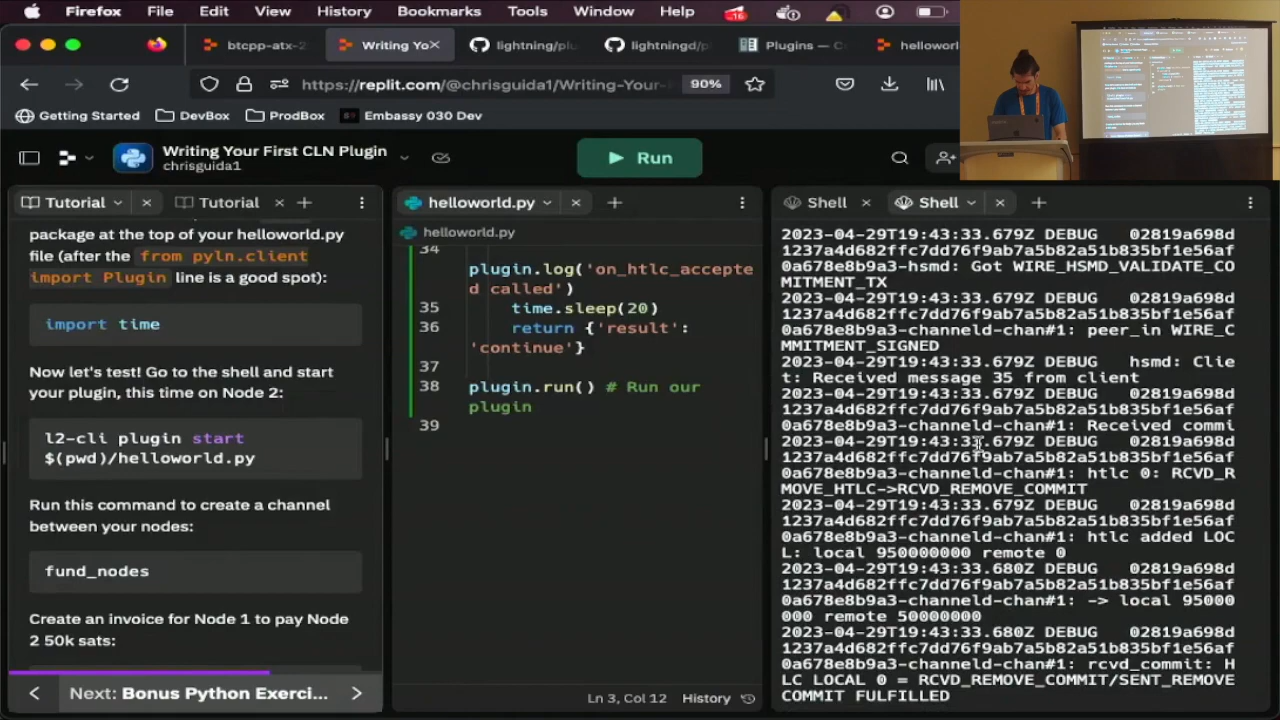 Firefox File Edit View History Bookmarks Tools Window Help
btcpp-atx-2 Writing Yo lightning/plu lightningd/p Plugins — C helloworld
https://replit.com/@chrisguida1/Writing-Your- 90%
Getting Started DevBox ProdBox Embassy 030 Dev
Writing Your First CLN Plugin
chrisguida1
Run
Tutorial Tutorial
package at the top of your helloworld.py
file (after the from pyln.client
import Plugin line is a good spot):
import time
Now let's test! Go to the shell and start
your plugin, this time on Node 2:
l2-cli plugin start
$(pwd)/helloworld.py
Run this command to create a channel
between your nodes:
fund_nodes
Create an invoice for Node 1 to pay Node
2 50k sats:
Next: Bonus Python Exerci...
helloworld.py
helloworld.py
34
plugin.log('on_htlc_accepte
d called')
35 time.sleep(20)
36 return {'result':
'continue'}
37
38 plugin.run() # Run our
plugin
39
Ln 3, Col 12 History
Shell Shell
2023-04-29T19:43:33.679Z DEBUG 02819a698d
1237a4d682ffc7dd76f9ab7a5b82a51b835bf1e56af
0a678e8b9a3-hsmd: Got WIRE_HSMD_VALIDATE_CO
MITMENT_TX
2023-04-29T19:43:33.679Z DEBUG 02819a698d
1237a4d682ffc7dd76f9ab7a5b82a51b835bf1e56af
0a678e8b9a3-channeld-chan#1: peer_in WIRE_C
MMITMENT_SIGNED
2023-04-29T19:43:33.679Z DEBUG hsmd: Clie
t: Received message 35 from client
2023-04-29T19:43:33.679Z DEBUG 02819a698d
1237a4d682ffc7dd76f9ab7a5b82a51b835bf1e56af
0a678e8b9a3-channeld-chan#1: Received commi
2023-04-29T19:43:33.679Z DEBUG 02819a698d
1237a4d682ffc7dd76f9ab7a5b82a51b835bf1e56af
0a678e8b9a3-channeld-chan#1: htlc 0: RCVD_R
MOVE_HTLC->RCVD_REMOVE_COMMIT
2023-04-29T19:43:33.679Z DEBUG 02819a698d
1237a4d682ffc7dd76f9ab7a5b82a51b835bf1e56af
0a678e8b9a3-channeld-chan#1: htlc added LOC
L: local 950000000 remote 0
2023-04-29T19:43:33.680Z DEBUG 02819a698d
1237a4d682ffc7dd76f9ab7a5b82a51b835bf1e56af
0a678e8b9a3-channeld-chan#1: -> local 95000
000 remote 50000000
2023-04-29T19:43:33.680Z DEBUG 02819a698d
1237a4d682ffc7dd76f9ab7a5b82a51b835bf1e56af
0a678e8b9a3-channeld-chan#1: rcvd_commit: H
LC LOCAL 0 = RCVD_REMOVE_COMMIT/SENT_REMOVE
COMMIT FULFILLED